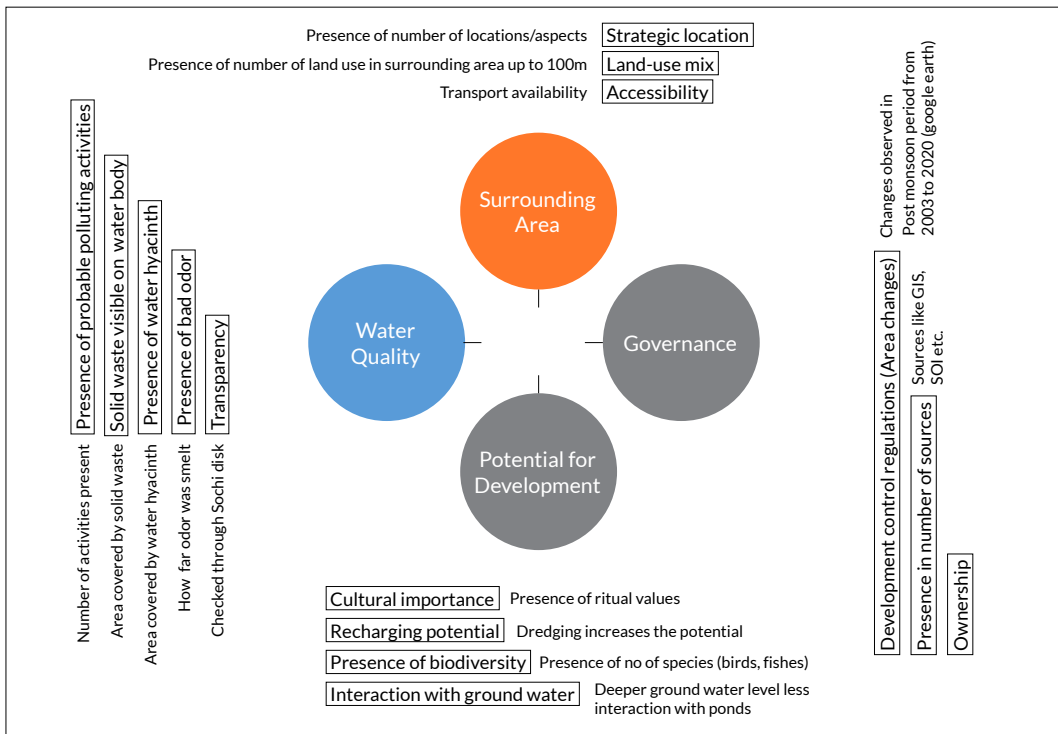 Presence of number of locations/aspects Strategic location
Presence of number of land use in surrounding area up to 100m Land-use mix
Transport availability Accessibility
Surrounding
Area
Water
Quality
Governance
Potential for
Development
Number of activities present Presence of probable polluting activities
Area covered by solid waste Solid waste visible on water body
Area covered by water hyacinth Presence of water hyacinth
How far odor was smelt Presence of bad odor
Checked through Sochi disk Transparency
Development control regulations (Area changes)
Changes observed in
Post monsoon period from
2003 to 2020 (google earth)
Presence in number of sources
Sources like GIS,
SOI etc.
Ownership
Cultural importance Presence of ritual values
Recharging potential Dredging increases the potential
Presence of biodiversity Presence of no of species (birds, fishes)
Interaction with ground water Deeper ground water level less
interaction with ponds